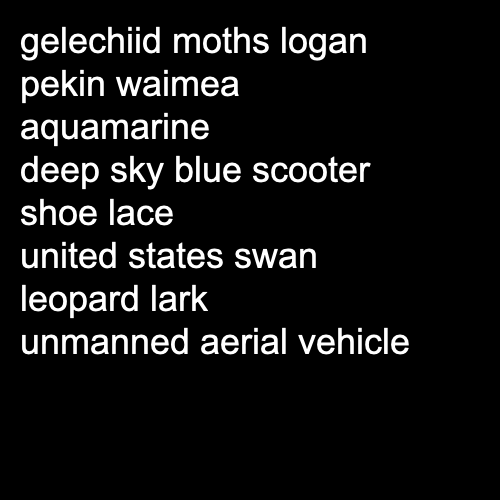 gelechiid moths logan
pekin waimea
aquamarine
deep sky blue scooter
shoe lace
united states swan
leopard lark
unmanned aerial vehicle